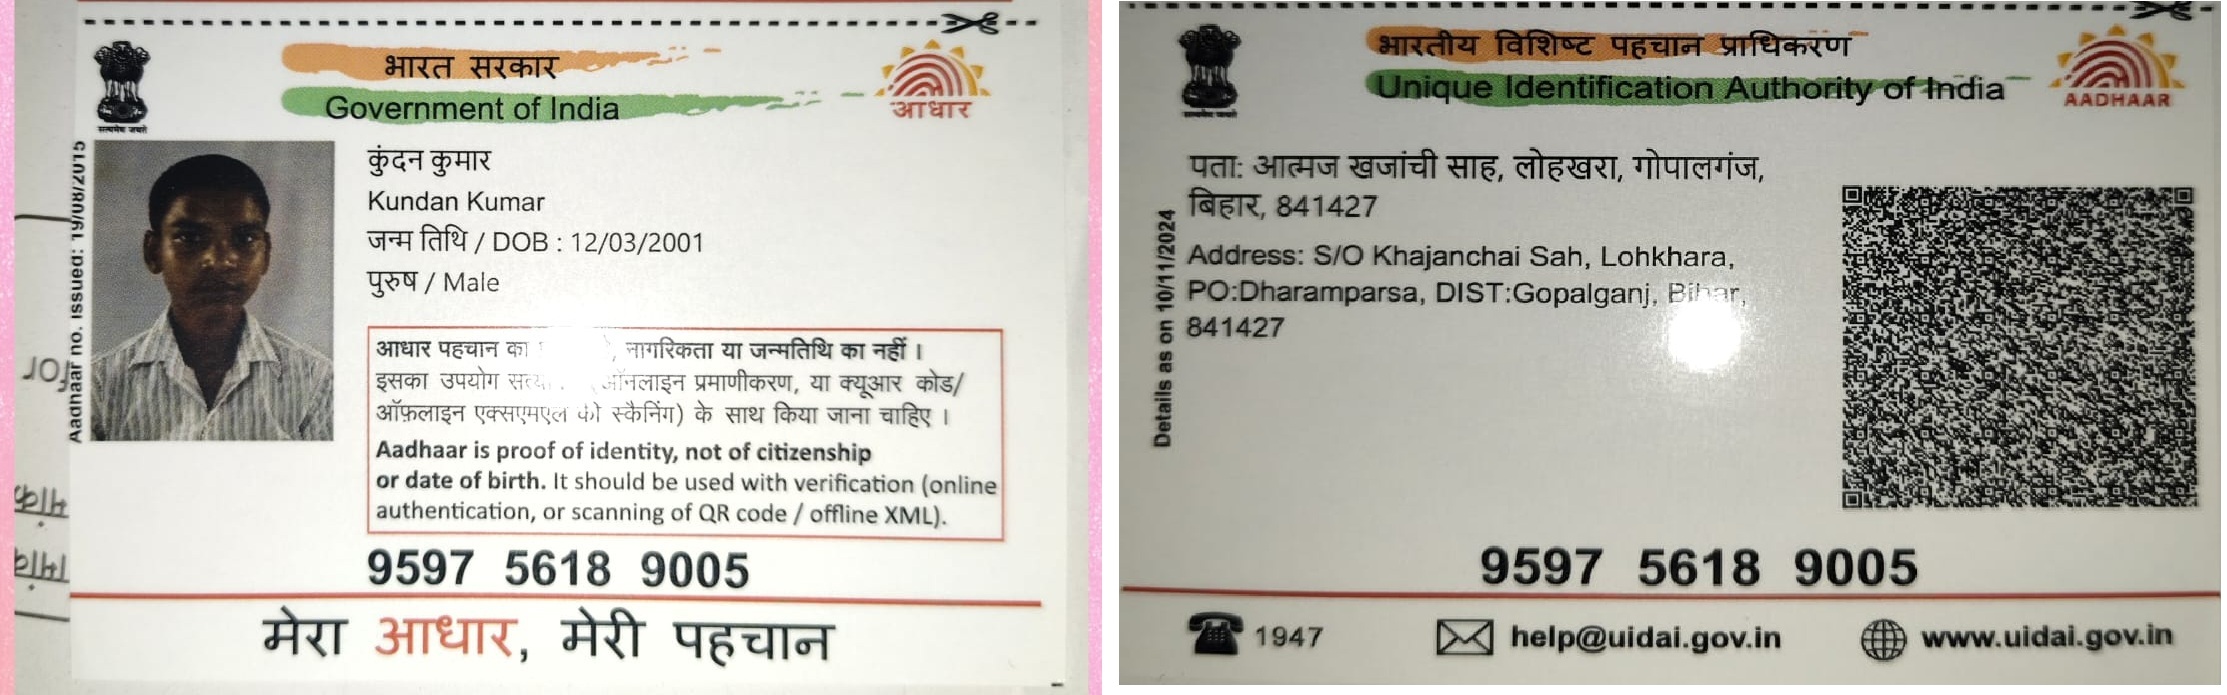 भारत सरकार
Government of India
आधार
सत्यमेव जयते
Aadhaar no. issued: 19/08/2015
कुंदन कुमार
Kundan Kumar
जन्म तिथि / DOB : 12/03/2001
पुरुष / Male
आधार पहचान का नागरिकता या जन्मतिथि का नहीं ।
इसका उपयोग (ऑनलाइन प्रमाणीकरण, या क्यूआर कोड/
ऑफ़लाइन एक्सएमएल की स्कैनिंग) के साथ किया जाना चाहिए ।
Aadhaar is proof of identity, not of citizenship
or date of birth. It should be used with verification (online
authentication, or scanning of QR code / offline XML).
9597 5618 9005
मेरा आधार, मेरी पहचान
भारतीय विशिष्ट पहचान प्राधिकरण
Unique Identification Authority of India
AADHAAR
Details as on 10/11/2024
पता: आत्मज खजांची साह, लोहखरा, गोपालगंज,
बिहार, 841427
Address: S/O Khajanchai Sah, Lohkhara,
PO:Dharamparsa, DIST:Gopalganj, Bihar,
841427
9597 5618 9005
1947
help@uidai.gov.in
www.uidai.gov.in